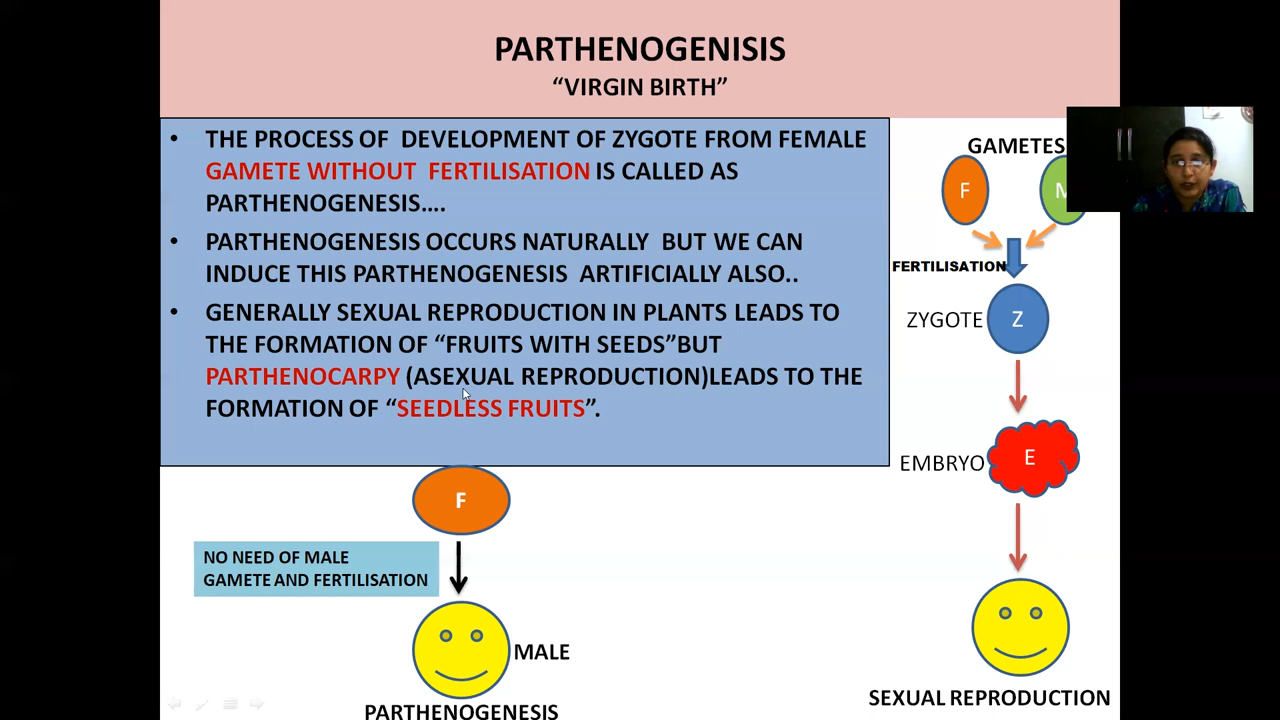 PARTHENOGENISIS
“VIRGIN BIRTH”
• THE PROCESS OF DEVELOPMENT OF ZYGOTE FROM FEMALE
GAMETE WITHOUT FERTILISATION IS CALLED AS
PARTHENOGENESIS....
• PARTHENOGENESIS OCCURS NATURALLY BUT WE CAN
INDUCE THIS PARTHENOGENESIS ARTIFICIALLY ALSO..
• GENERALLY SEXUAL REPRODUCTION IN PLANTS LEADS TO
THE FORMATION OF “FRUITS WITH SEEDS”BUT
PARTHENOCARPY (ASEXUAL REPRODUCTION)LEADS TO THE
FORMATION OF “SEEDLESS FRUITS”.
F
NO NEED OF MALE
GAMETE AND FERTILISATION
MALE
PARTHENOGENESIS
GAMETES
F
M
FERTILISATION
ZYGOTE
Z
EMBRYO
E
SEXUAL REPRODUCTION